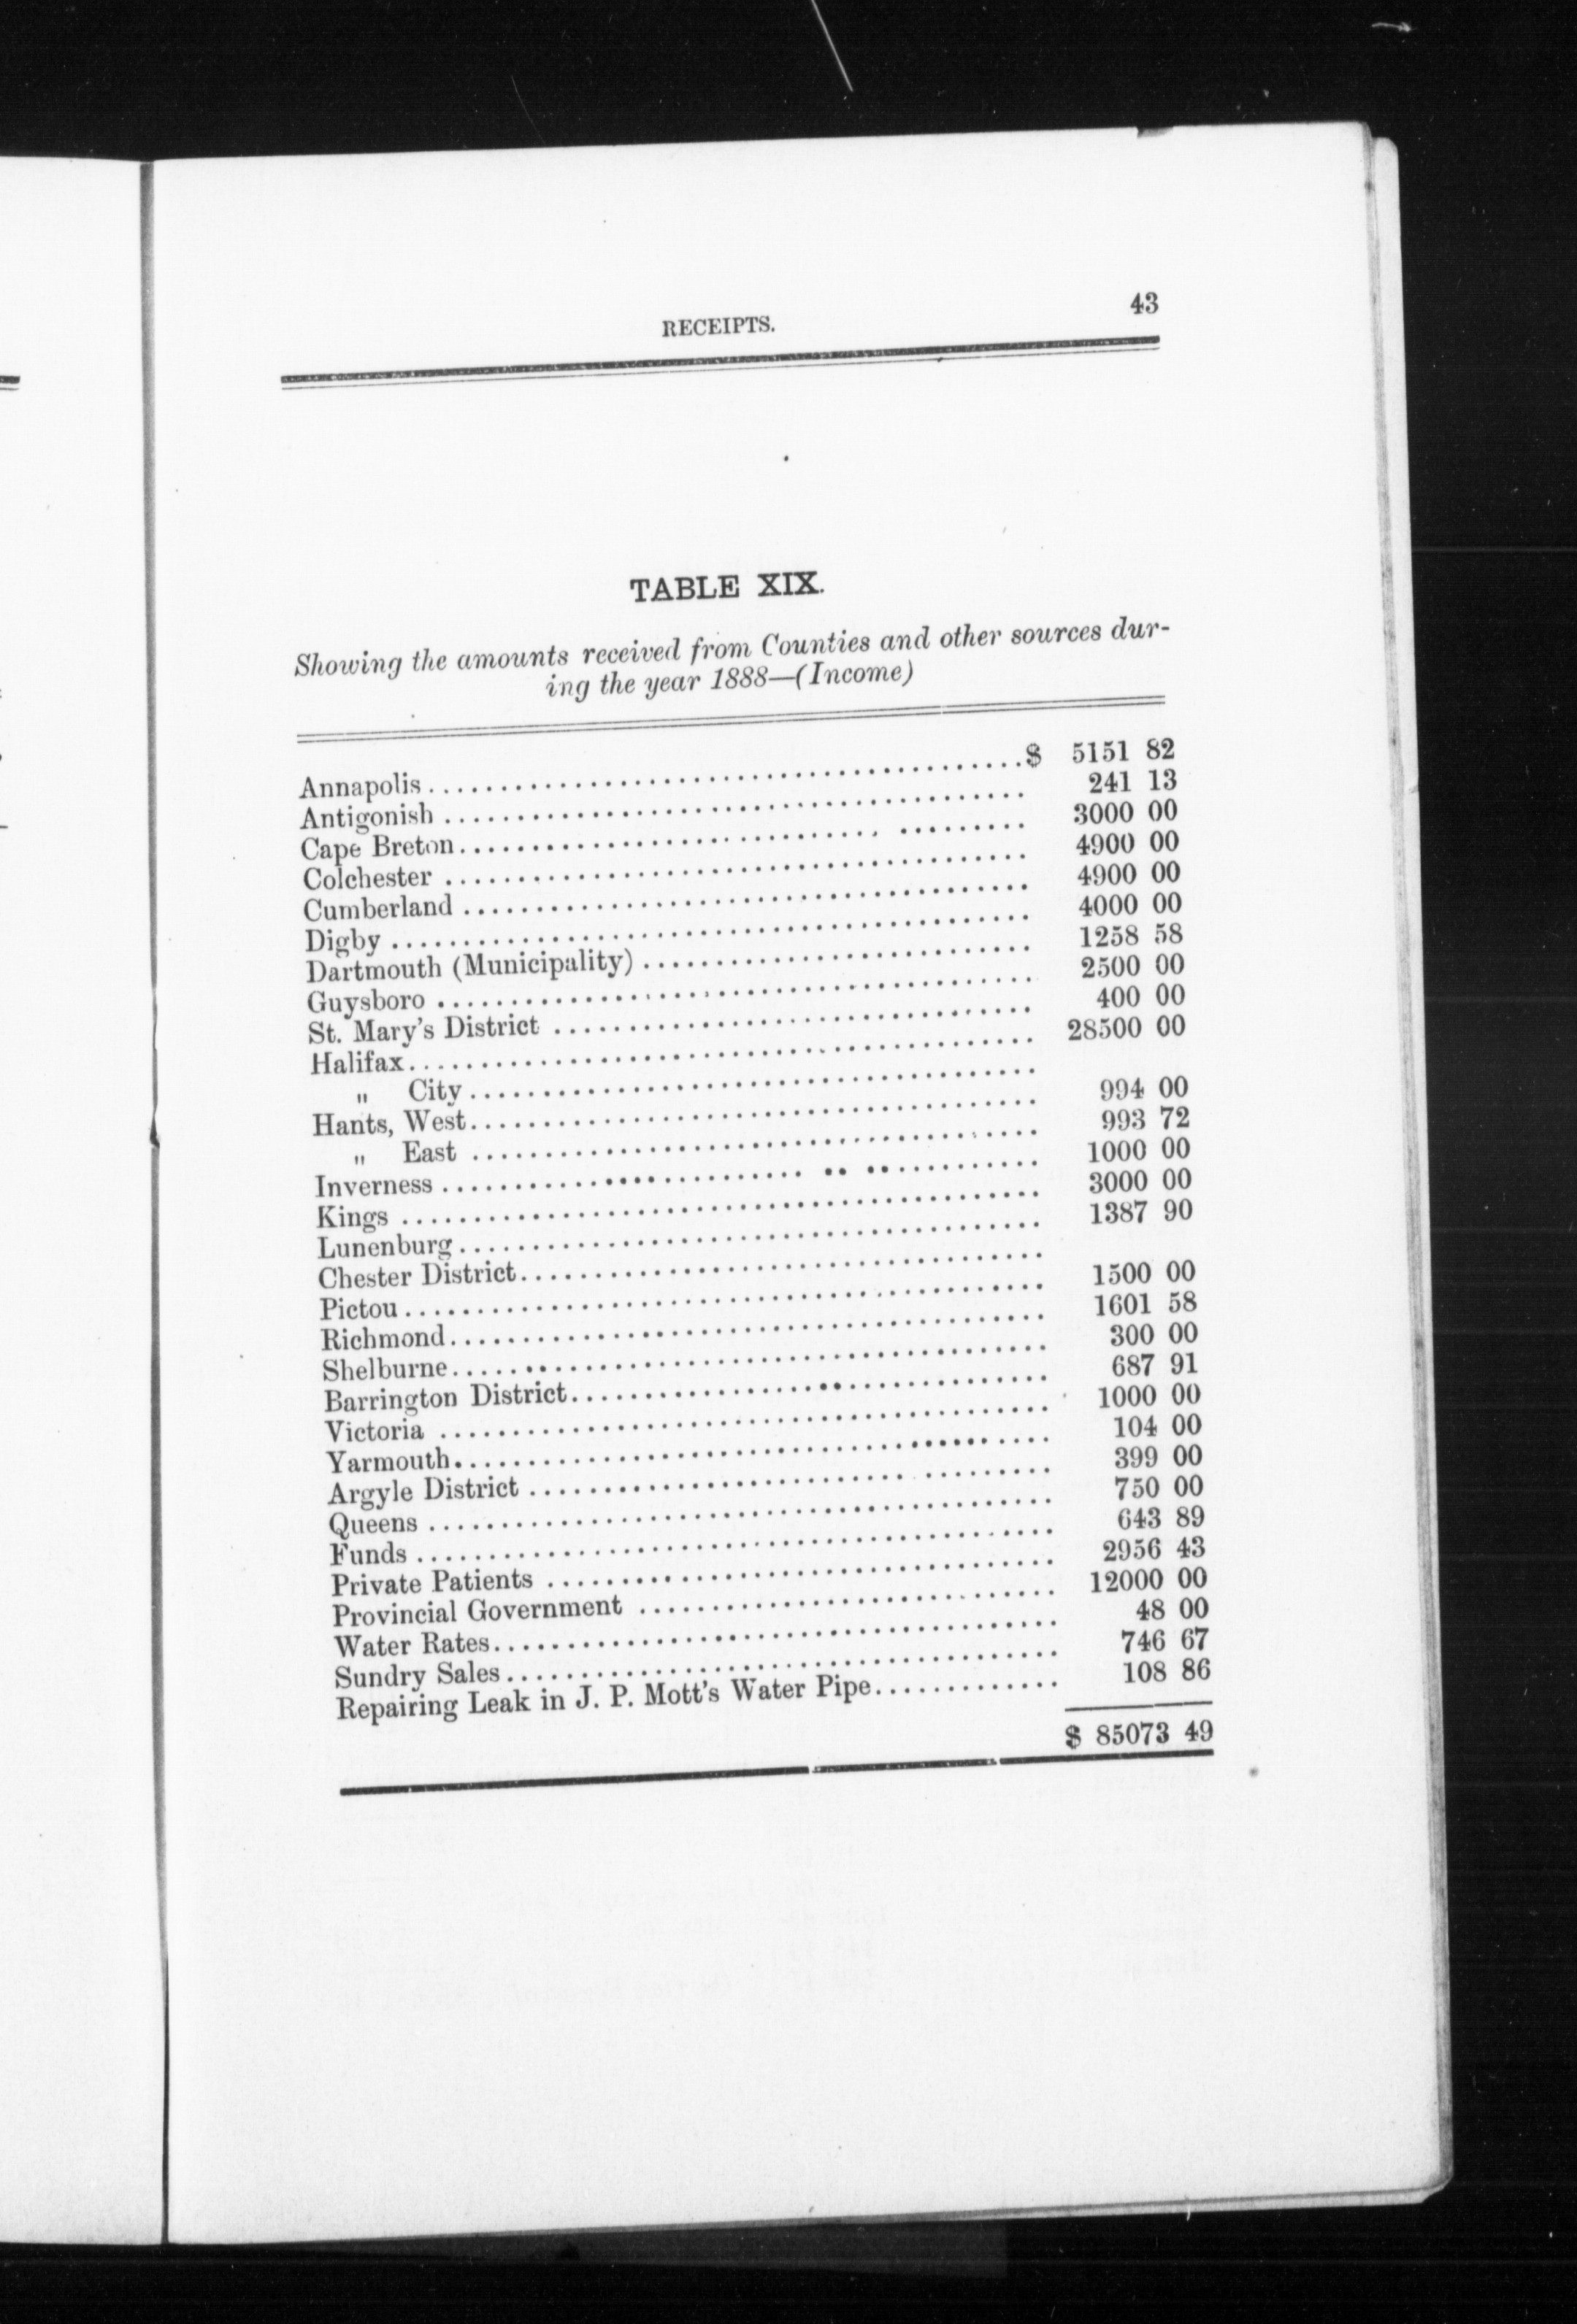 RECEIPTS. 43
TABLE XIX.
Showing the amounts received from Counties and other sources dur-
ing the year 1888—(Income)
Annapolis........................................$ 5151 82
Antigonish ........................................ 241 13
Cape Breton........................................ 3000 00
Colchester ........................................ 4900 00
Cumberland ........................................ 4900 00
Digby ........................................ 4000 00
Dartmouth (Municipality) ........................... 1258 58
Guysboro ........................................ 2500 00
St. Mary's District ................................. 400 00
Halifax........................................ 28500 00
" City........................................
Hants, West........................................ 994 00
" East ........................................ 993 72
Inverness ........................................ 1000 00
Kings ........................................ 3000 00
Lunenburg........................................ 1387 90
Chester District....................................
Pictou........................................ 1500 00
Richmond........................................ 1601 58
Shelburne........................................ 300 00
Barrington District................................. 687 91
Victoria ........................................ 1000 00
Yarmouth........................................ 104 00
Argyle District .................................... 399 00
Queens ........................................ 750 00
Funds ........................................ 643 89
Private Patients ................................... 2956 43
Provincial Government ............................. 12000 00
Water Rates....................................... 48 00
Sundry Sales...................................... 746 67
Repairing Leak in J. P. Mott's Water Pipe............. 108 86
$ 85073 49